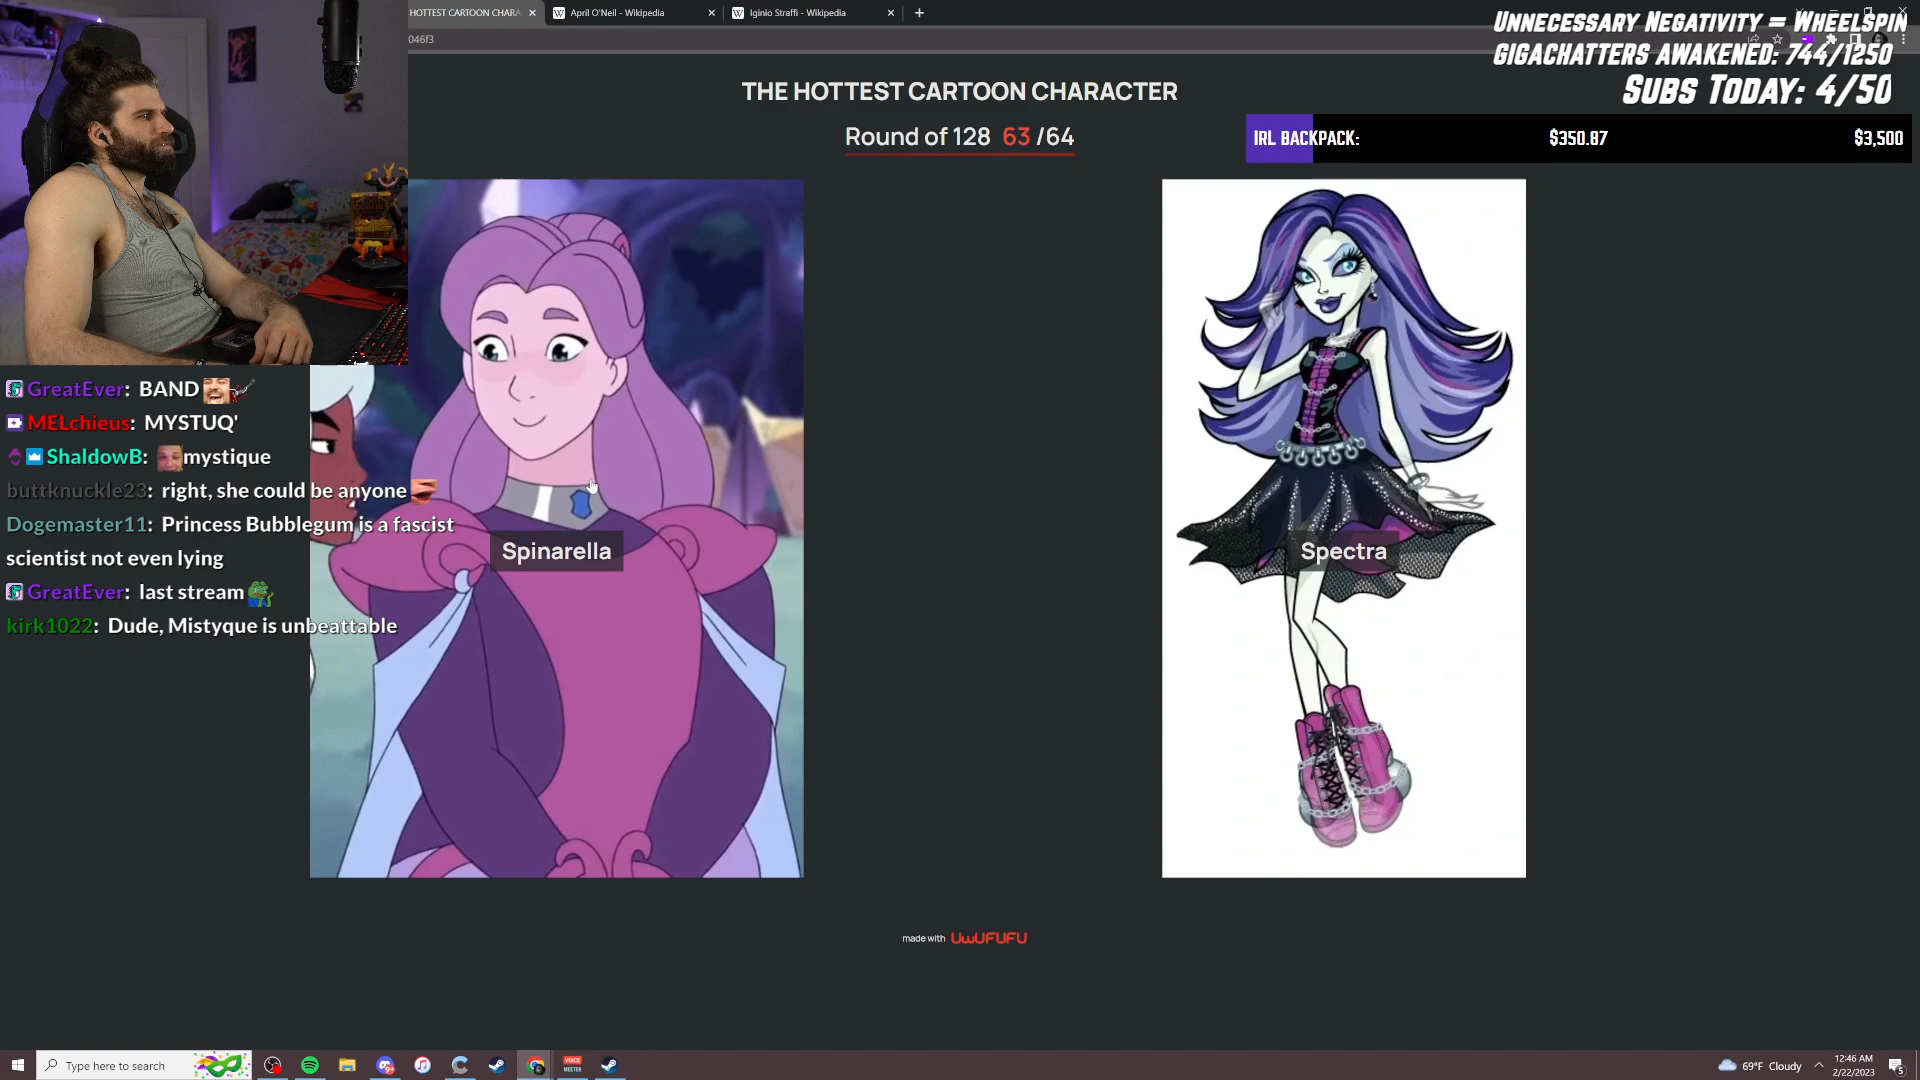 HOTTEST CARTOON CHARA
April O'Neil - Wikipedia
Iginio Straffi - Wikipedia
046f3
UNNECESSARY NEGATIVITY = WHEELSPIN
GIGACHATTERS AWAKENED: 744/1250
SUBS TODAY: 4/50
IRL BACKPACK: $350.87 $3,500
THE HOTTEST CARTOON CHARACTER
Round of 128 63 /64
GreatEver: BAND
MELchieus: MYSTUQ'
ShaldowB: mystique
buttknuckle23: right, she could be anyone
Dogemaster11: Princess Bubblegum is a fascist
scientist not even lying
GreatEver: last stream
kirk1022: Dude, Mistyque is unbeattable
Spinarella
Spectra
made with UwUFUFU
Type here to search
VOICE
MEETER
69°F Cloudy
12:46 AM
2/22/2023
5